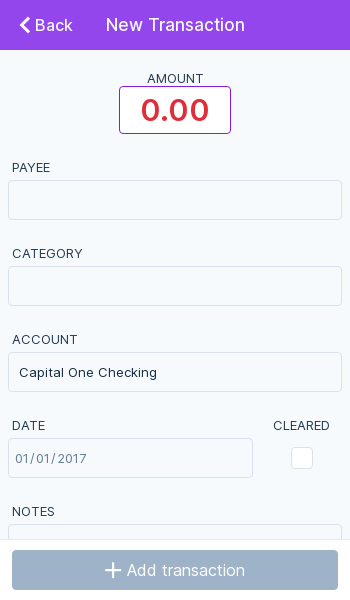 Back New Transaction
AMOUNT
0.00
PAYEE
CATEGORY
ACCOUNT
Capital One Checking
DATE CLEARED
01/01/2017
NOTES
Add transaction